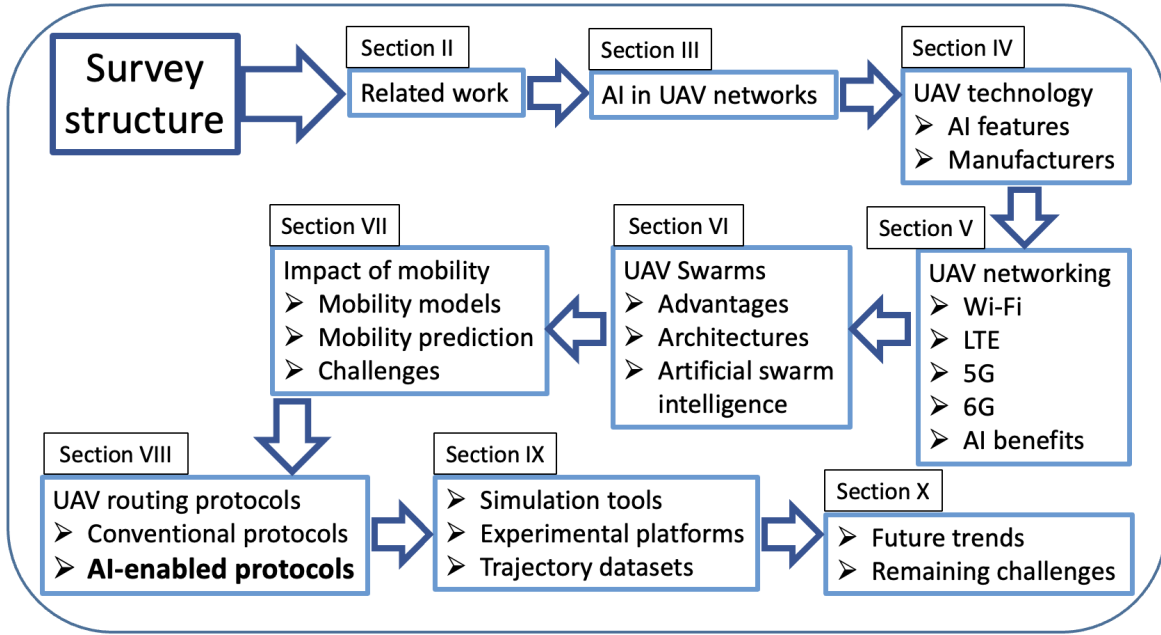 Survey
structure
Section II
Related work
Section III
AI in UAV networks
Section IV
UAV technology
➢ AI features
➢ Manufacturers
Section V
UAV networking
➢ Wi-Fi
➢ LTE
➢ 5G
➢ 6G
➢ AI benefits
Section VI
UAV Swarms
➢ Advantages
➢ Architectures
➢ Artificial swarm
intelligence
Section VII
Impact of mobility
➢ Mobility models
➢ Mobility prediction
➢ Challenges
Section VIII
UAV routing protocols
➢ Conventional protocols
➢ AI-enabled protocols
Section IX
➢ Simulation tools
➢ Experimental platforms
➢ Trajectory datasets
Section X
➢ Future trends
➢ Remaining challenges